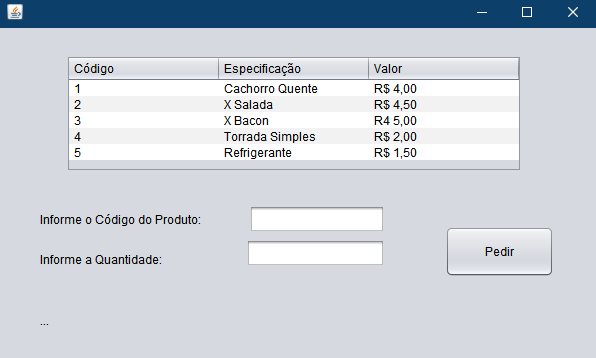 Código Especificação Valor
1 Cachorro Quente R$ 4,00
2 X Salada R$ 4,50
3 X Bacon R4 5,00
4 Torrada Simples R$ 2,00
5 Refrigerante R$ 1,50
Informe o Código do Produto:
Pedir
Informe a Quantidade:
...